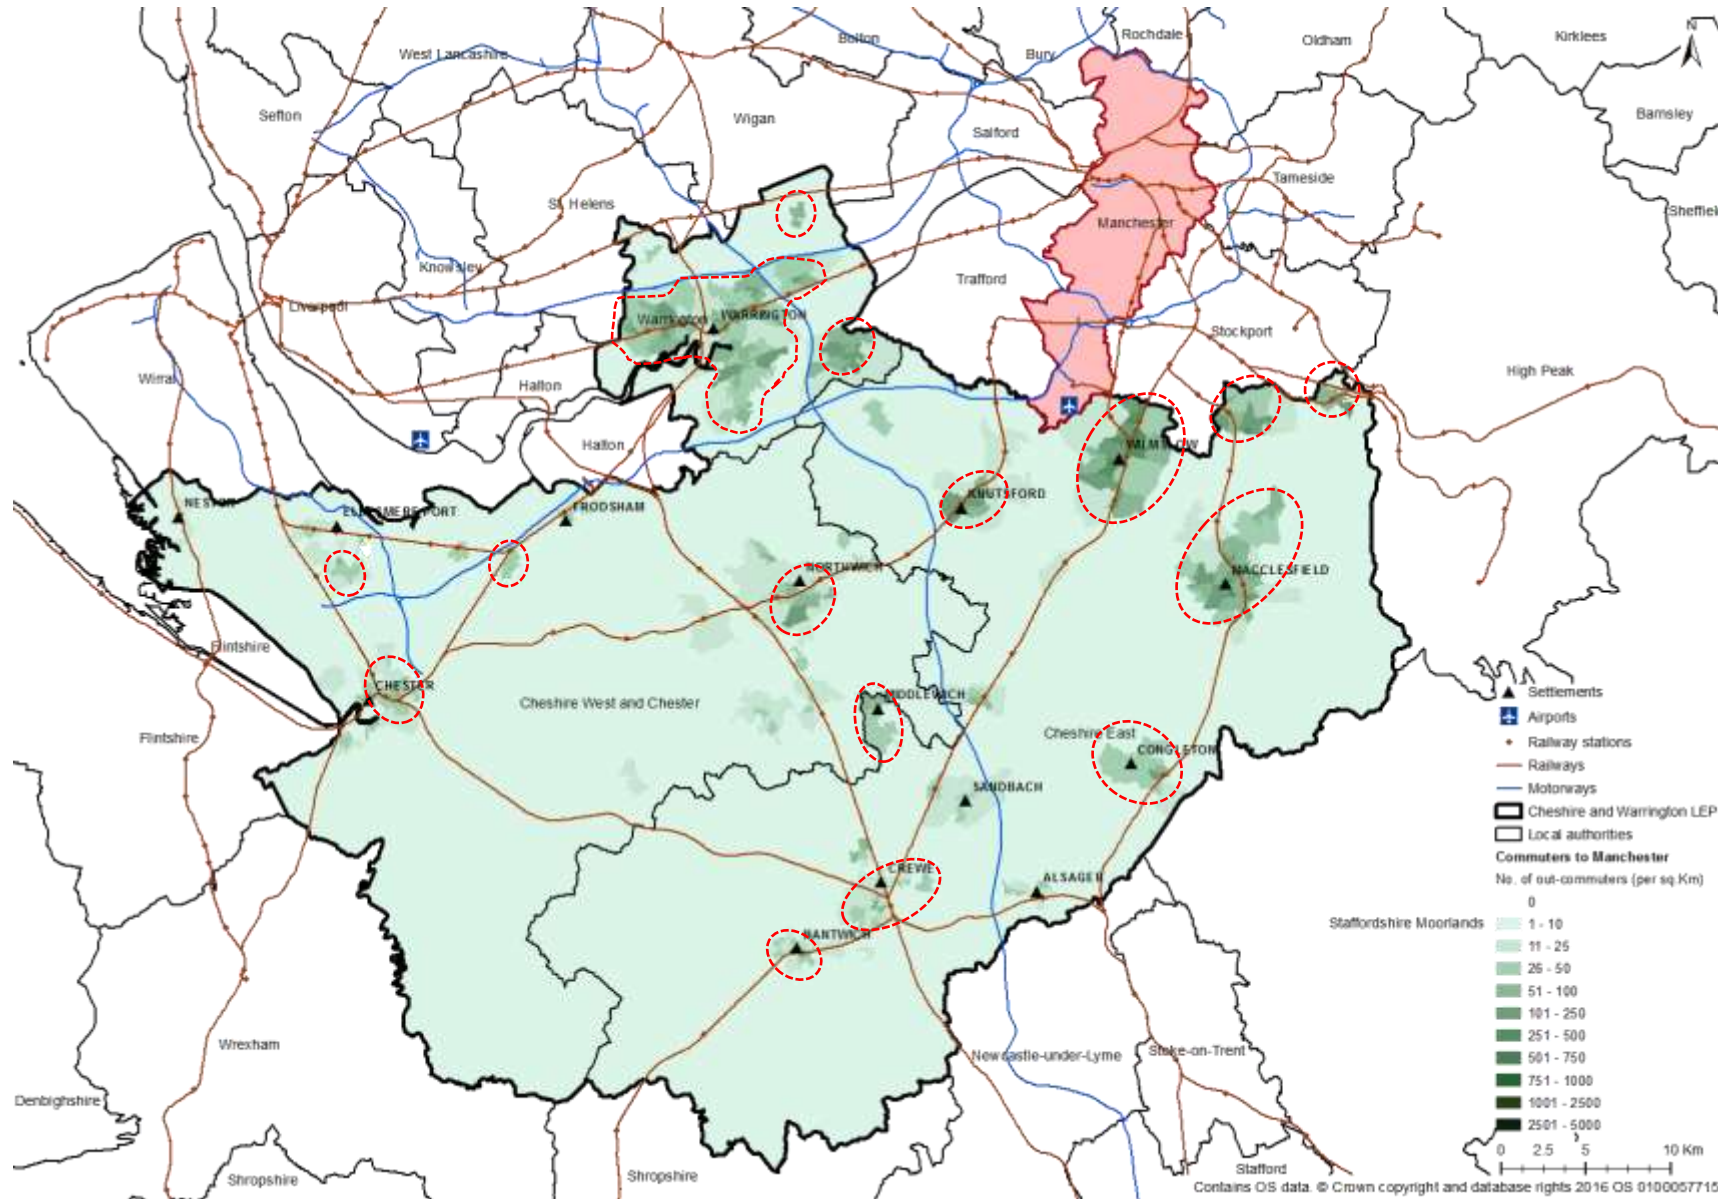 Rochdale
Bolton
Bury
Oldham
Kirklees
N
West Lancashire
Sefton
Wigan
Salford
Barnsley
Tameside
St. Helens
Manchester
Sheffiel
Knowsley
Trafford
Liverpool
Warrington
WARRINGTON
Stockport
Wirral
Halton
High Peak
Halton
WILMSLOW
KNUTSFORD
NESTON
ELLESMERE PORT
FRODSHAM
NORTHWICH
MACCLESFIELD
Flintshire
CHESTER
Cheshire West and Chester
MIDDLEWICH
Flintshire
Cheshire East
CONGLETON
SANDBACH
CREWE
ALSAGER
NANTWICH
Staffordshire Moorlands
Wrexham
Newcastle-under-Lyme
Stoke-on-Trent
Denbighshire
Shropshire
Shropshire
Stafford
Settlements
Airports
Railway stations
Railways
Motorways
Cheshire and Warrington LEP
Local authorities
Commuters to Manchester
No. of out-commuters (per sq.Km)
0
1 - 10
11 - 25
26 - 50
51 - 100
101 - 250
251 - 500
501 - 750
751 - 1000
1001 - 2500
2501 - 5000
0 2.5 5 10 Km
Contains OS data. © Crown copyright and database rights 2016 OS 0100057715